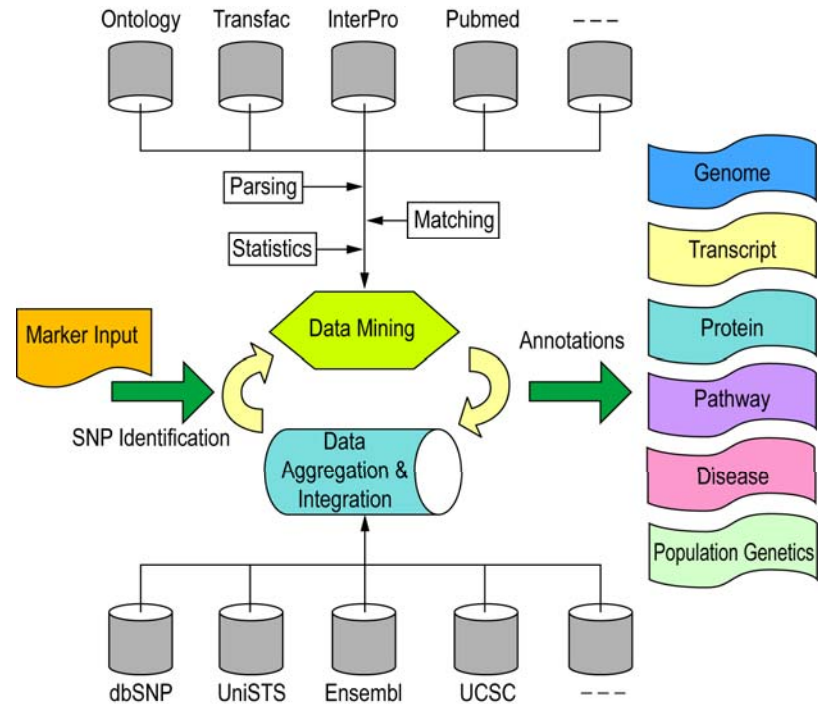 Ontology Transfac InterPro Pubmed ----
Parsing
Matching
Statistics
Genome
Transcript
Protein
Pathway
Disease
Population Genetics
Marker Input
Data Mining
Annotations
SNP Identification
Data
Aggregation &
Integration
dbSNP UniSTS Ensembl UCSC ----